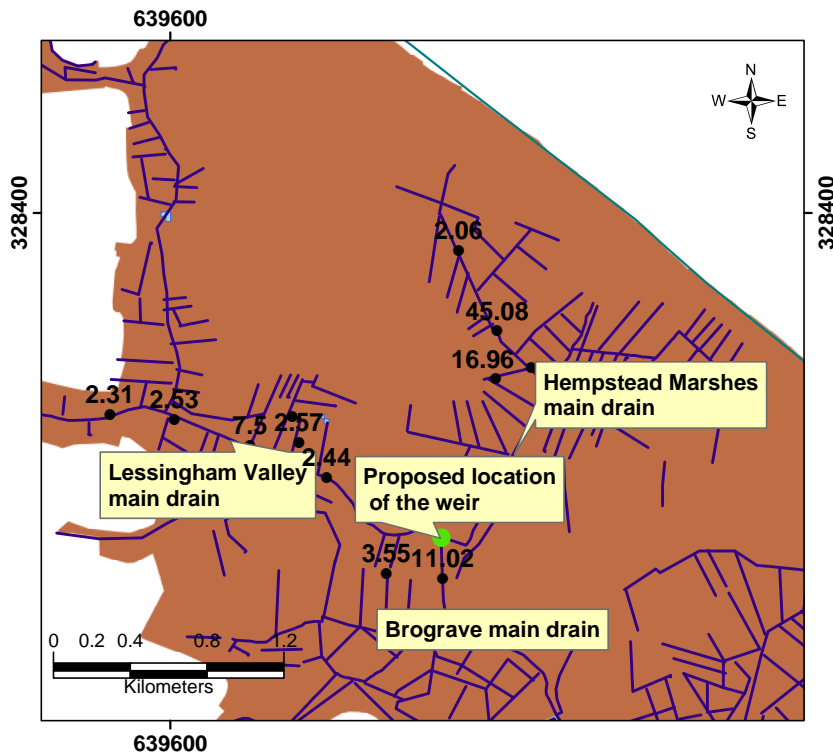 639600
N
W E
S
328400
328400
2.06
45.08
16.96
Hempstead Marshes
main drain
2.31
2.53
7.5
2.57
2.44
Lessingham Valley
main drain
Proposed location
of the weir
3.55
11.02
Brograve main drain
0 0.2 0.4 0.8 1.2
Kilometers
639600